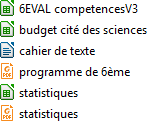 6EVAL competencesV3
budget cité des sciences
cahier de texte
programme de 6ème
statistiques
statistiques